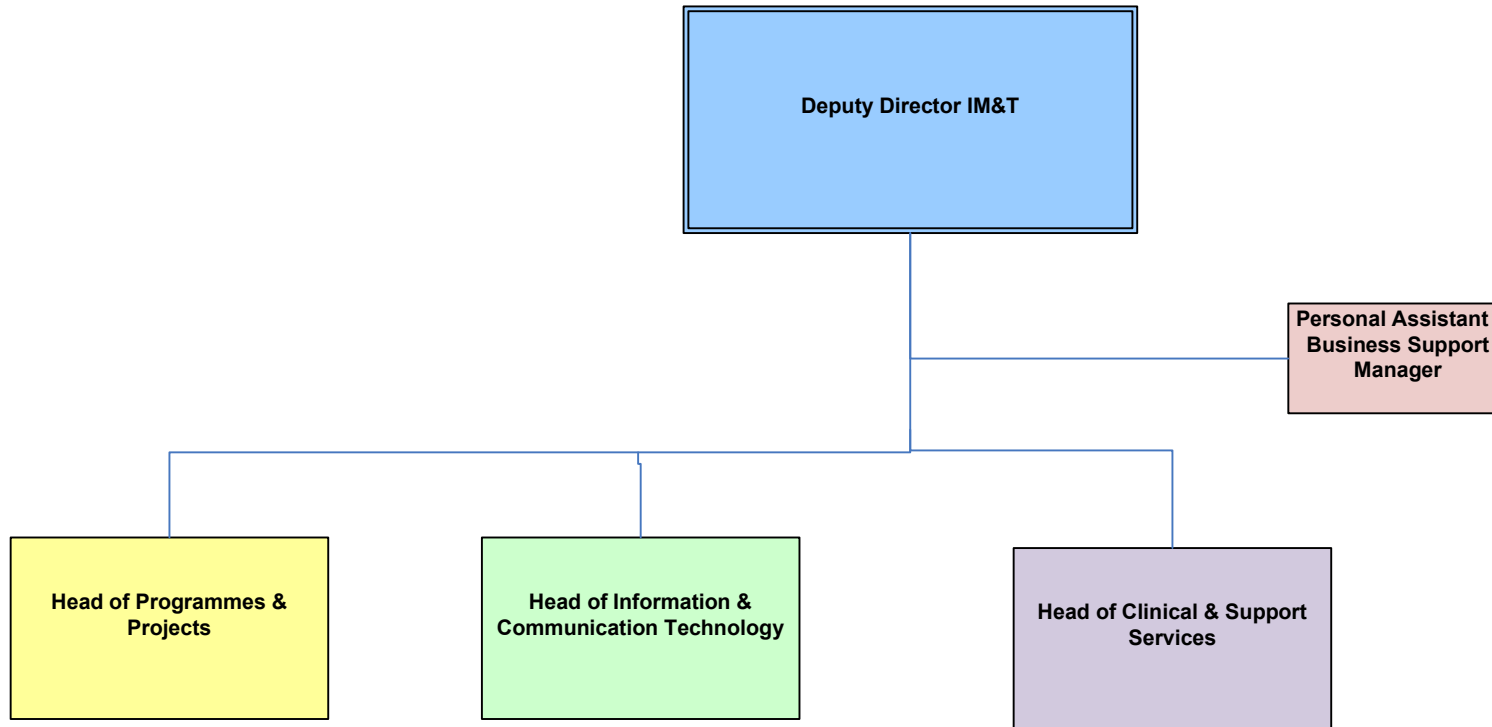 Deputy Director IM&T
Personal Assistant
Business Support
Manager
Head of Programmes &
Projects
Head of Information &
Communication Technology
Head of Clinical & Support
Services